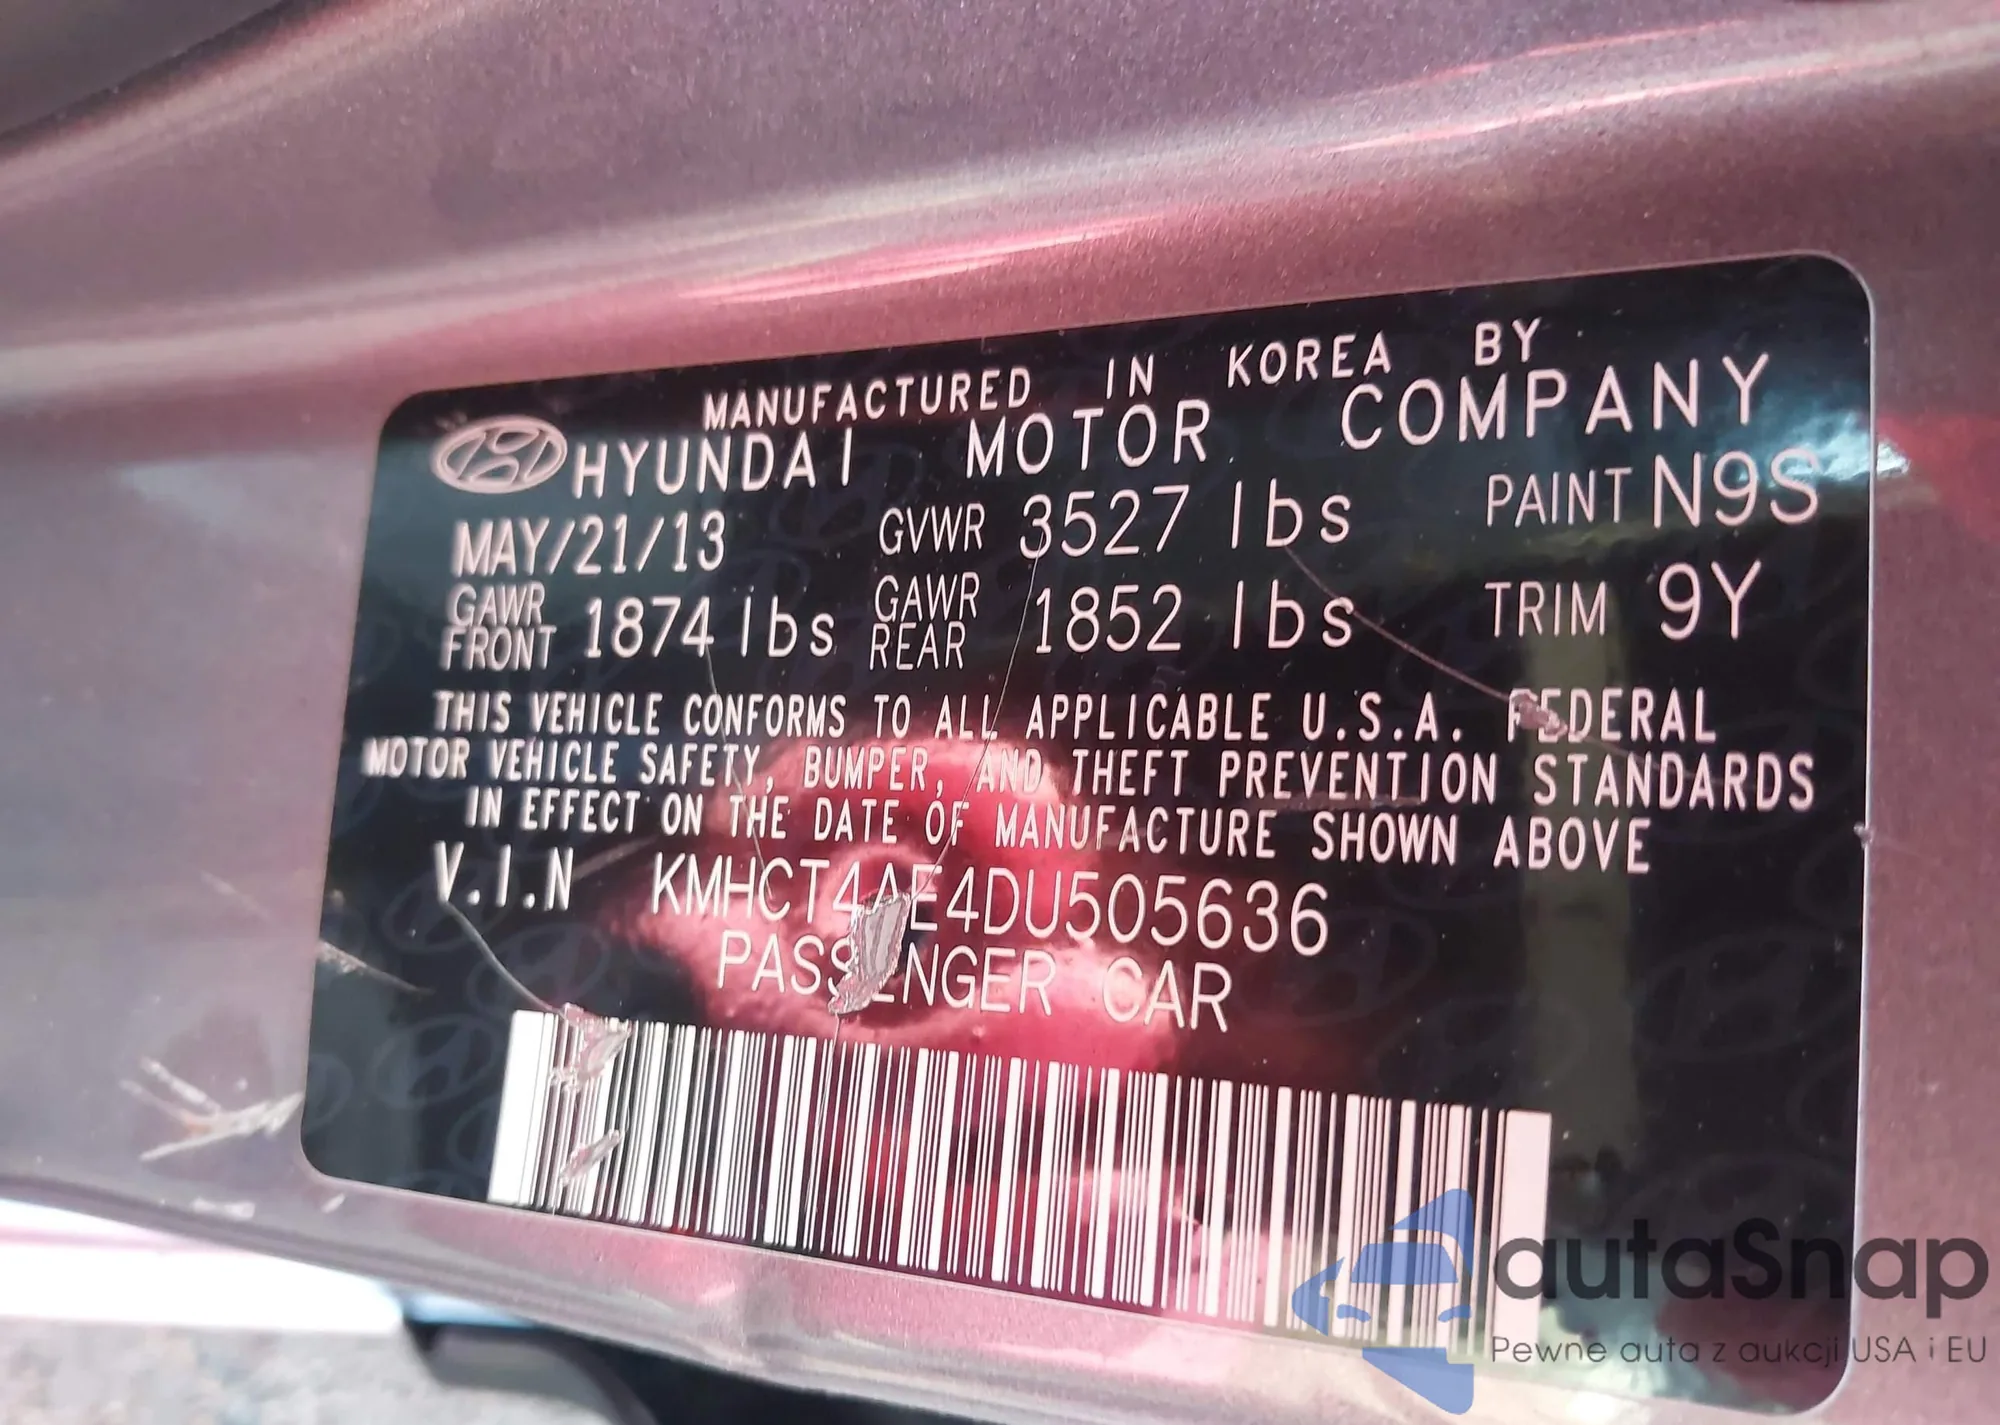 MANUFACTURED IN KOREA BY
HYUNDAI MOTOR COMPANY
MAY/21/13 GVWR 3527 lbs PAINT N9S
GAWR FRONT 1874 lbs GAWR REAR 1852 lbs TRIM 9Y
THIS VEHICLE CONFORMS TO ALL APPLICABLE U.S.A. FEDERAL
MOTOR VEHICLE SAFETY, BUMPER, AND THEFT PREVENTION STANDARDS
IN EFFECT ON THE DATE OF MANUFACTURE SHOWN ABOVE
V.I.N KMHCT4AE4DU505636
PASSENGER CAR
autaSnap
Pewne auta z aukcji USA i EU